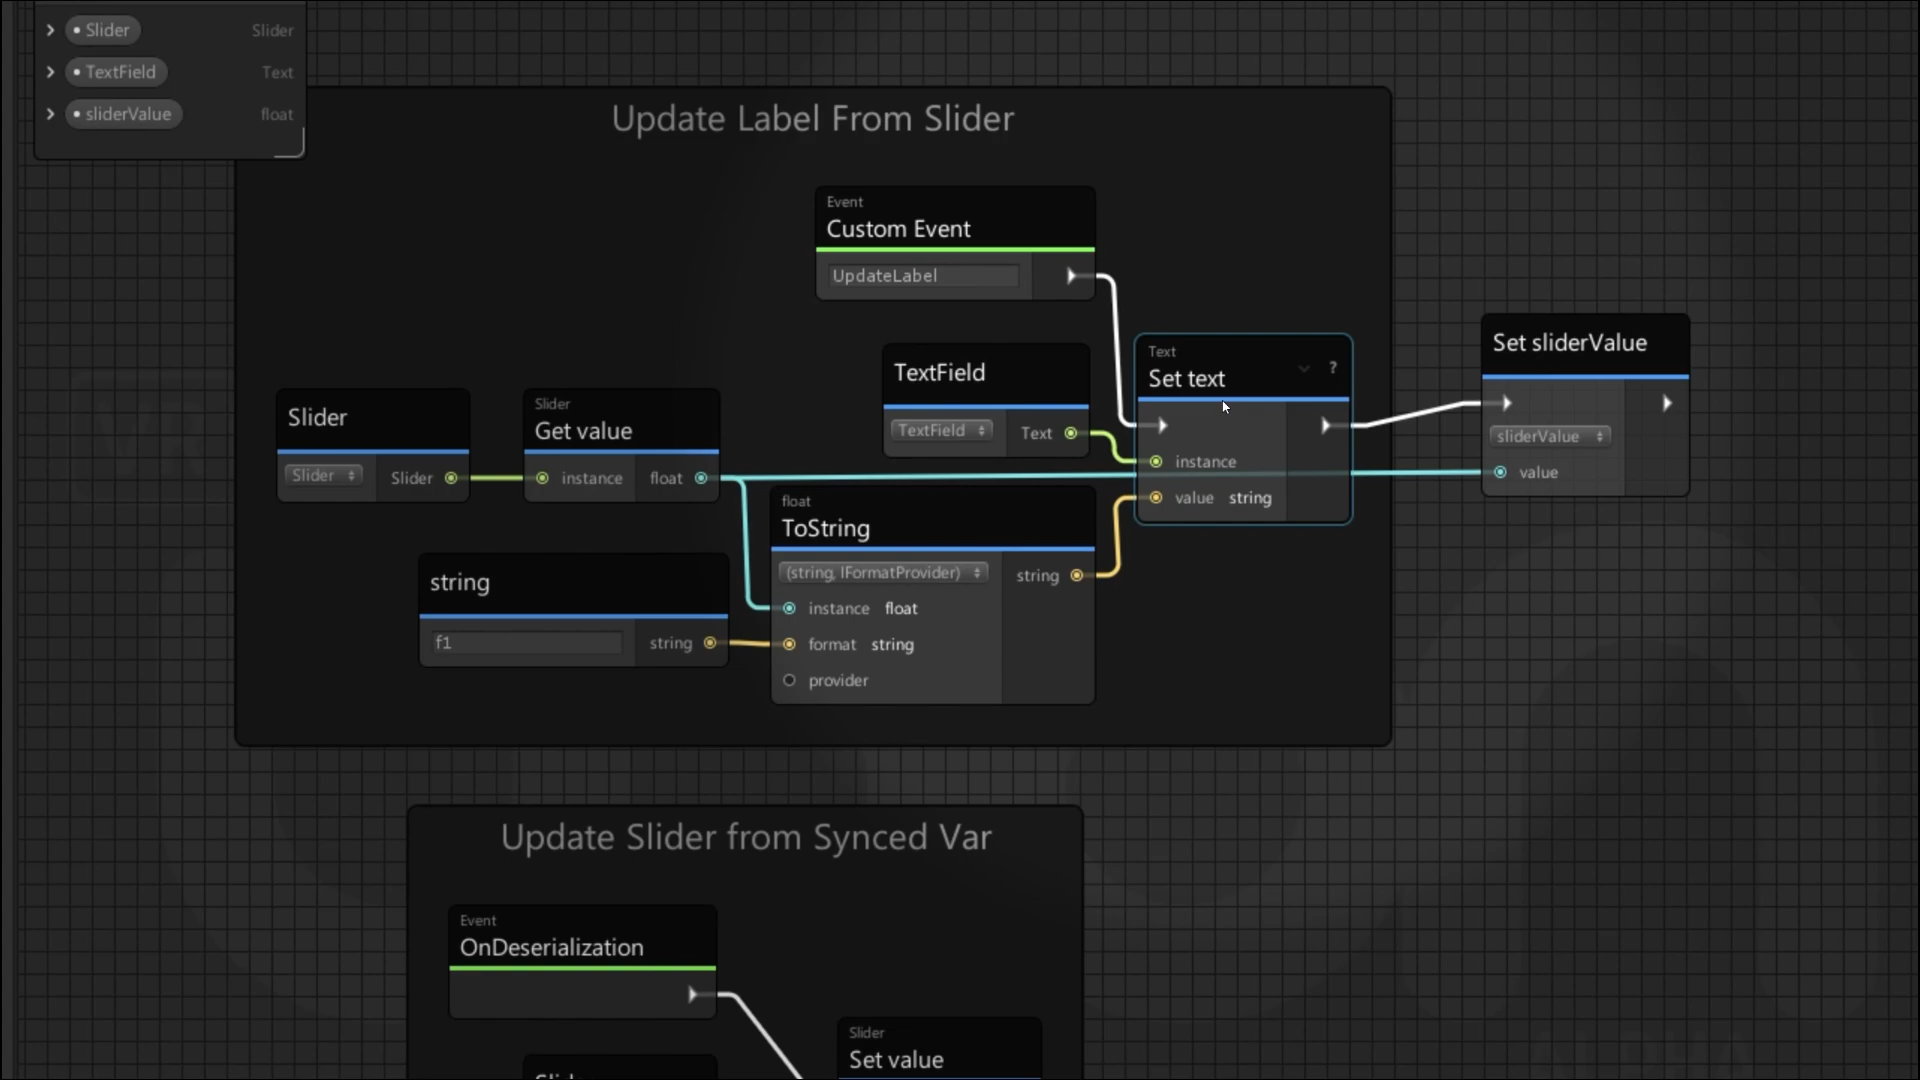 Slider Slider
TextField Text
sliderValue float
Update Label From Slider
Event
Custom Event
UpdateLabel
Set sliderValue
sliderValue
value
Text
Set text ?
instance
value string
TextField
TextField Text
Slider
Slider Slider
Slider
Get value
instance float
float
ToString
(string, IFormatProvider) string
instance float
format string
provider
string
f1 string
Update Slider from Synced Var
Event
OnDeserialization
Slider
Set value